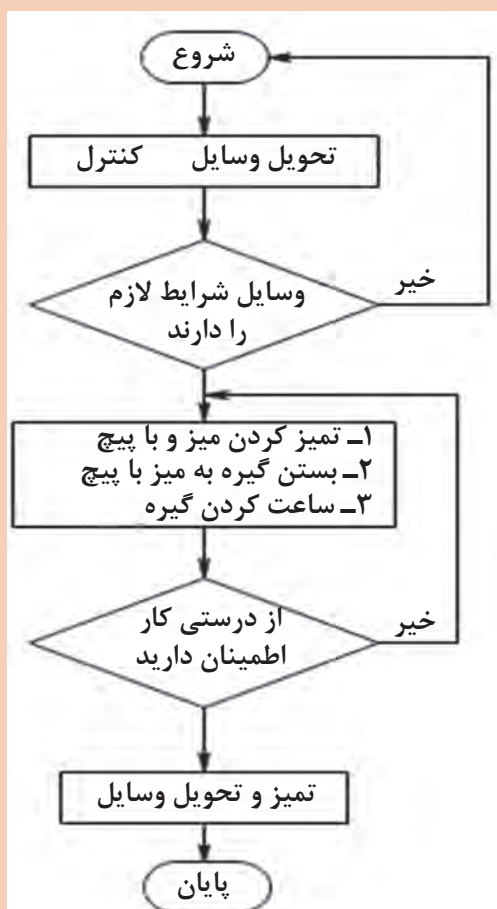 شروع
تحویل وسایل کنترل
وسایل شرایط لازم
را دارند
خیر
۱ـ تمیز کردن میز و با پیچ
۲ـ بستن گیره به میز با پیچ
۳ـ ساعت کردن گیره
از درستی کار
اطمینان دارید
خیر
تمیز و تحویل وسایل
پایان